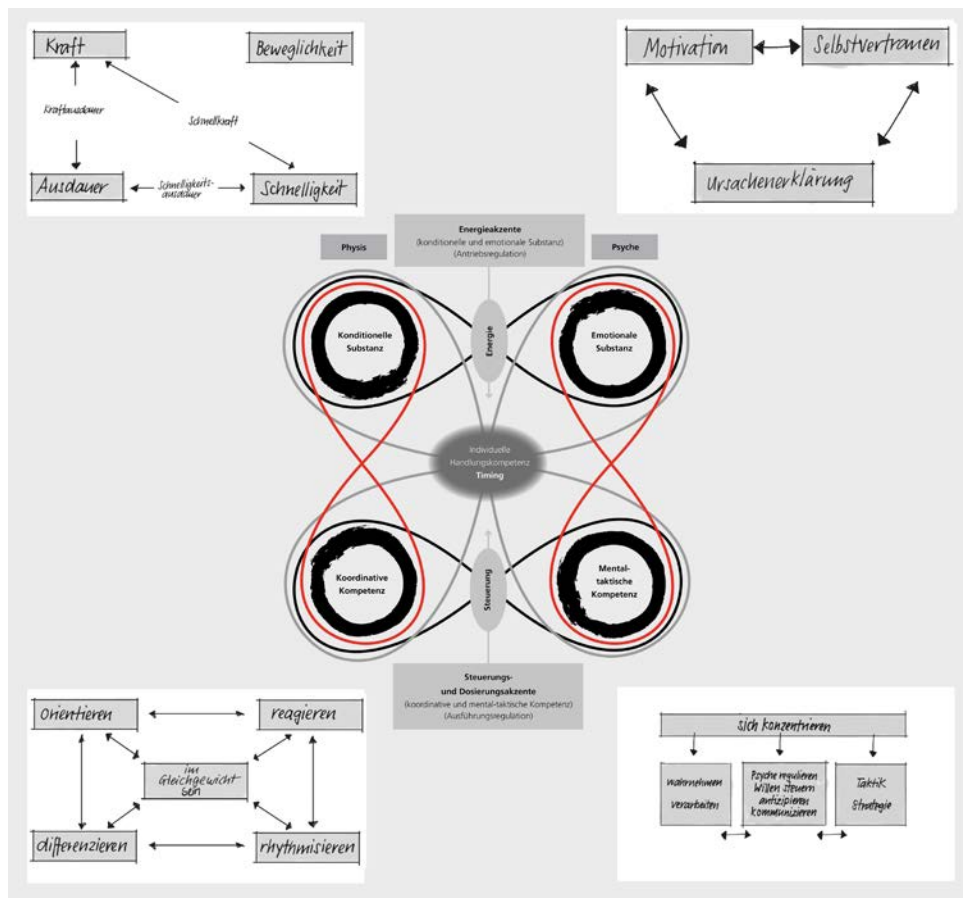 Kraft
Beweglichkeit
Kraftausdauer
Schnellkraft
Ausdauer
Schnelligkeits-
ausdauer
Schnelligkeit
Motivation
Selbstvertrauen
Ursachenerklärung
Energieakzente
(konditionelle und emotionale Substanz)
(Antriebsregulation)
Physis
Psyche
Konditionelle
Substanz
Energie
Emotionale
Substanz
Individuelle
Handlungskompetenz
Timing
Koordinative
Kompetenz
Steuerung
Mental-
taktische
Kompetenz
Steuerungs-
und Dosierungsakzente
(koordinative und mental-taktische Kompetenz)
(Ausführungsregulation)
orientieren
reagieren
im
Gleichgewicht
sein
differenzieren
rhythmisieren
sich konzentrieren
wahrnehmen
verarbeiten
Psyche regulieren
Willen steuern
antizipieren
kommunizieren
Taktik
Strategie